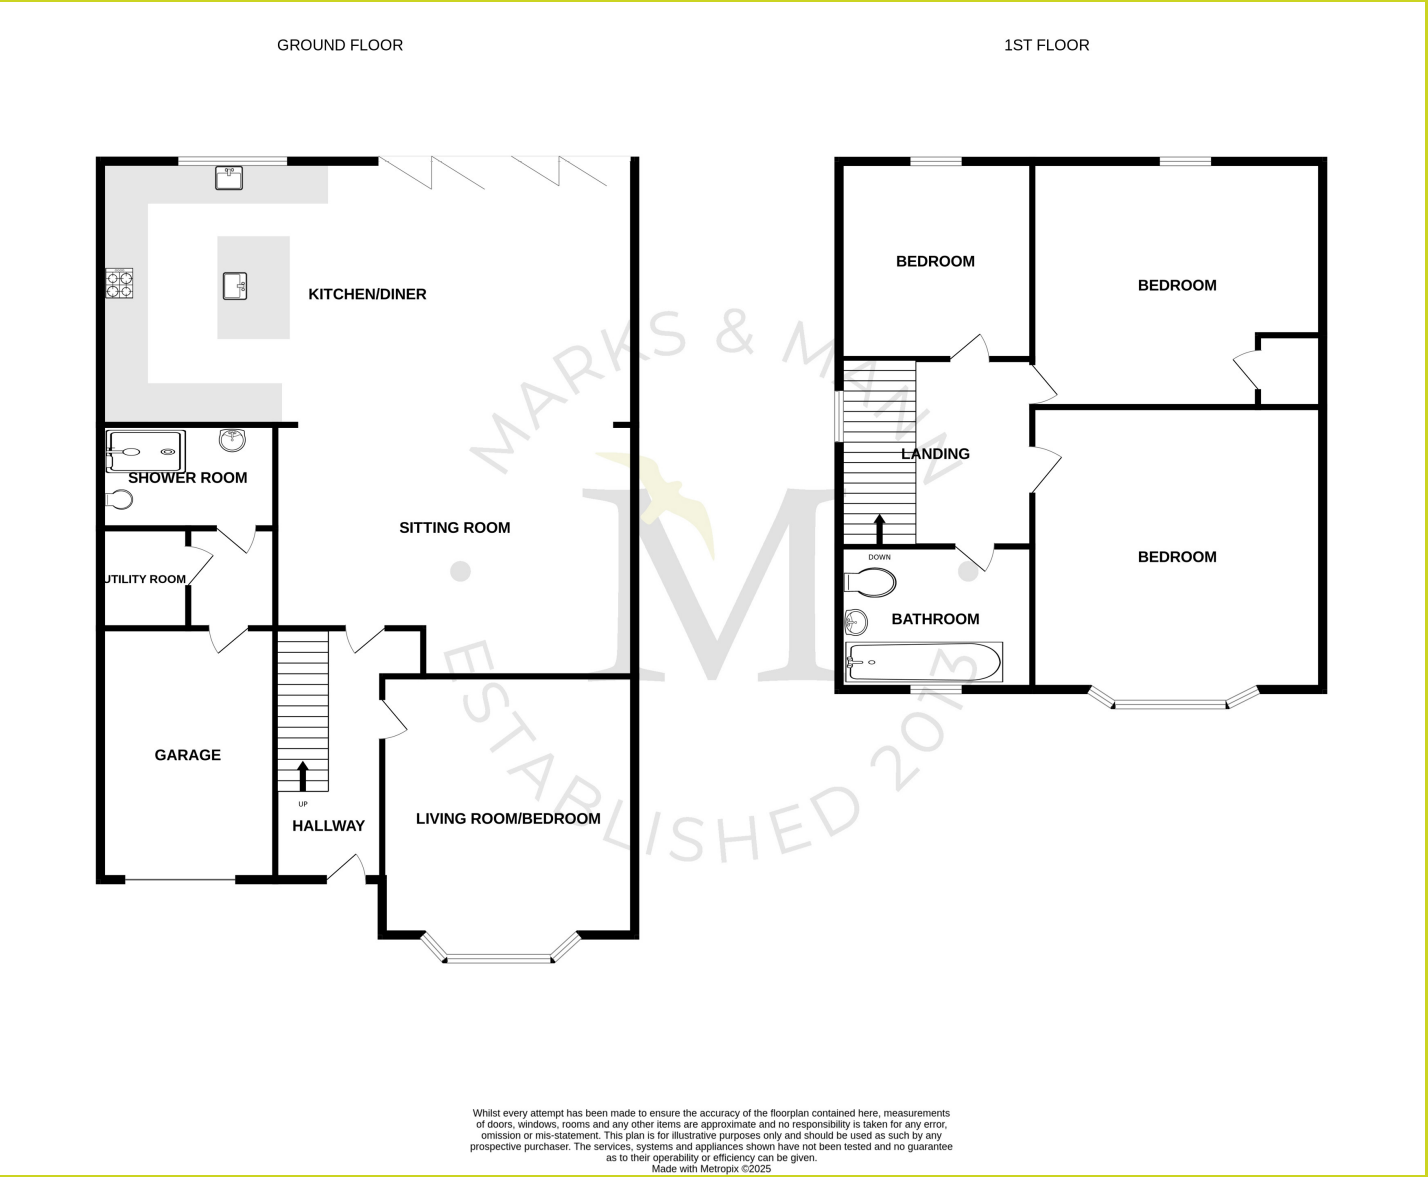 GROUND FLOOR
1ST FLOOR
KITCHEN/DINER
SHOWER ROOM
SITTING ROOM
UTILITY ROOM
GARAGE
UP
HALLWAY
LIVING ROOM/BEDROOM
BEDROOM
BEDROOM
LANDING
DOWN
BEDROOM
BATHROOM
MARKS & MANN
M
ESTABLISHED 2013
Whilst every attempt has been made to ensure the accuracy of the floorplan contained here, measurements
of doors, windows, rooms and any other items are approximate and no responsibility is taken for any error,
omission or mis-statement. This plan is for illustrative purposes only and should be used as such by any
prospective purchaser. The services, systems and appliances shown have not been tested and no guarantee
as to their operability or efficiency can be given.
Made with Metropix ©2025